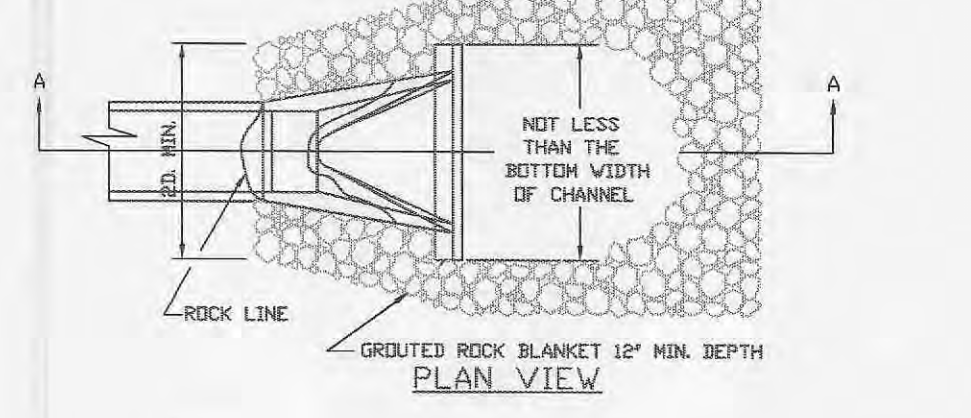 A
A
2D. MIN.
NOT LESS
THAN THE
BOTTOM WIDTH
OF CHANNEL
ROCK LINE
GROUTED ROCK BLANKET 12" MIN. DEPTH
PLAN VIEW